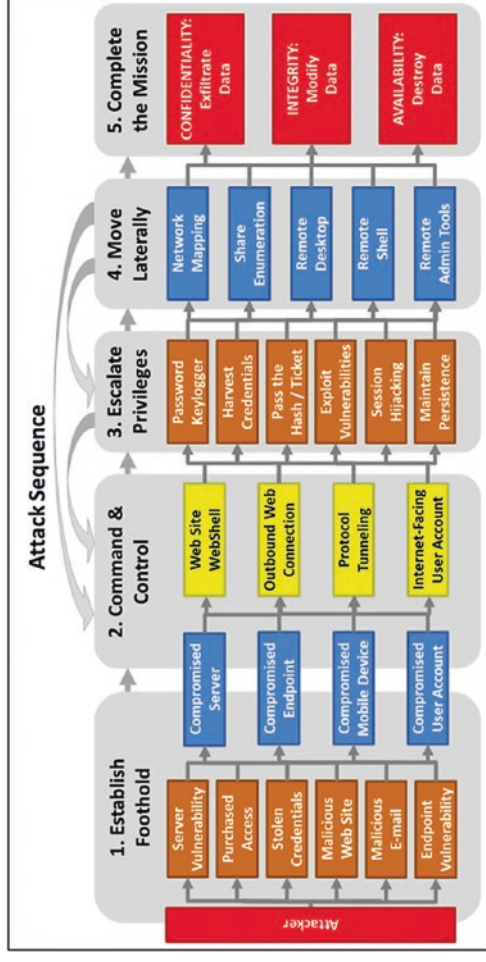 Attack Sequence
1. Establish
Foothold
2. Command &
Control
3. Escalate
Privileges
4. Move
Laterally
5. Complete
the Mission
Attacker
Server
Vulnerability
Purchased
Access
Stolen
Credentials
Malicious
Web Site
Malicious
E-mail
Endpoint
Vulnerability
Compromised
Server
Compromised
Endpoint
Compromised
Mobile Device
Compromised
User Account
Web Site
WebShell
Outbound Web
Connection
Protocol
Tunneling
Internet-Facing
User Account
Password
Keylogger
Harvest
Credentials
Pass the
Hash / Ticket
Exploit
Vulnerabilities
Session
Hijacking
Maintain
Persistence
Network
Mapping
Share
Enumeration
Remote
Desktop
Remote
Shell
Remote
Admin Tools
CONFIDENTIALITY:
Exfiltrate
Data
INTEGRITY:
Modify
Data
AVAILABILITY:
Destroy
Data